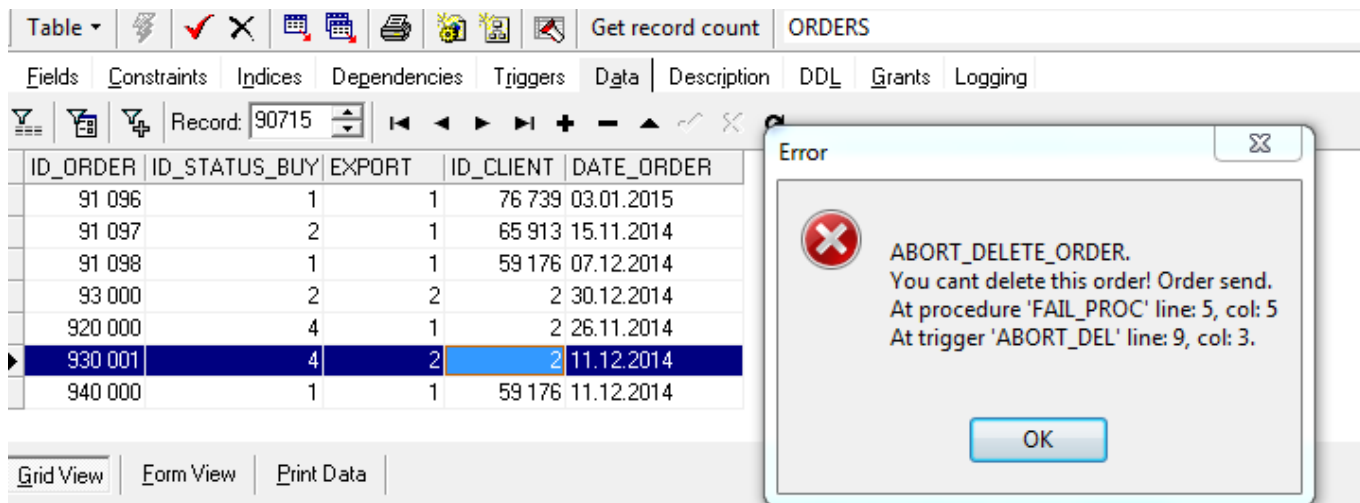 Table Get record count ORDERS
Fields Constraints Indices Dependencies Triggers Data Description DDL Grants Logging
Record: 90715
ID_ORDER ID_STATUS_BUY EXPORT ID_CLIENT DATE_ORDER
91 096 1 1 76 739 03.01.2015
91 097 2 1 65 913 15.11.2014
91 098 1 1 59 176 07.12.2014
93 000 2 2 2 30.12.2014
920 000 4 1 2 26.11.2014
930 001 4 2 2 11.12.2014
940 000 1 1 59 176 11.12.2014
Grid View Form View Print Data
Error
ABORT_DELETE_ORDER.
You cant delete this order! Order send.
At procedure 'FAIL_PROC' line: 5, col: 5
At trigger 'ABORT_DEL' line: 9, col: 3.
OK